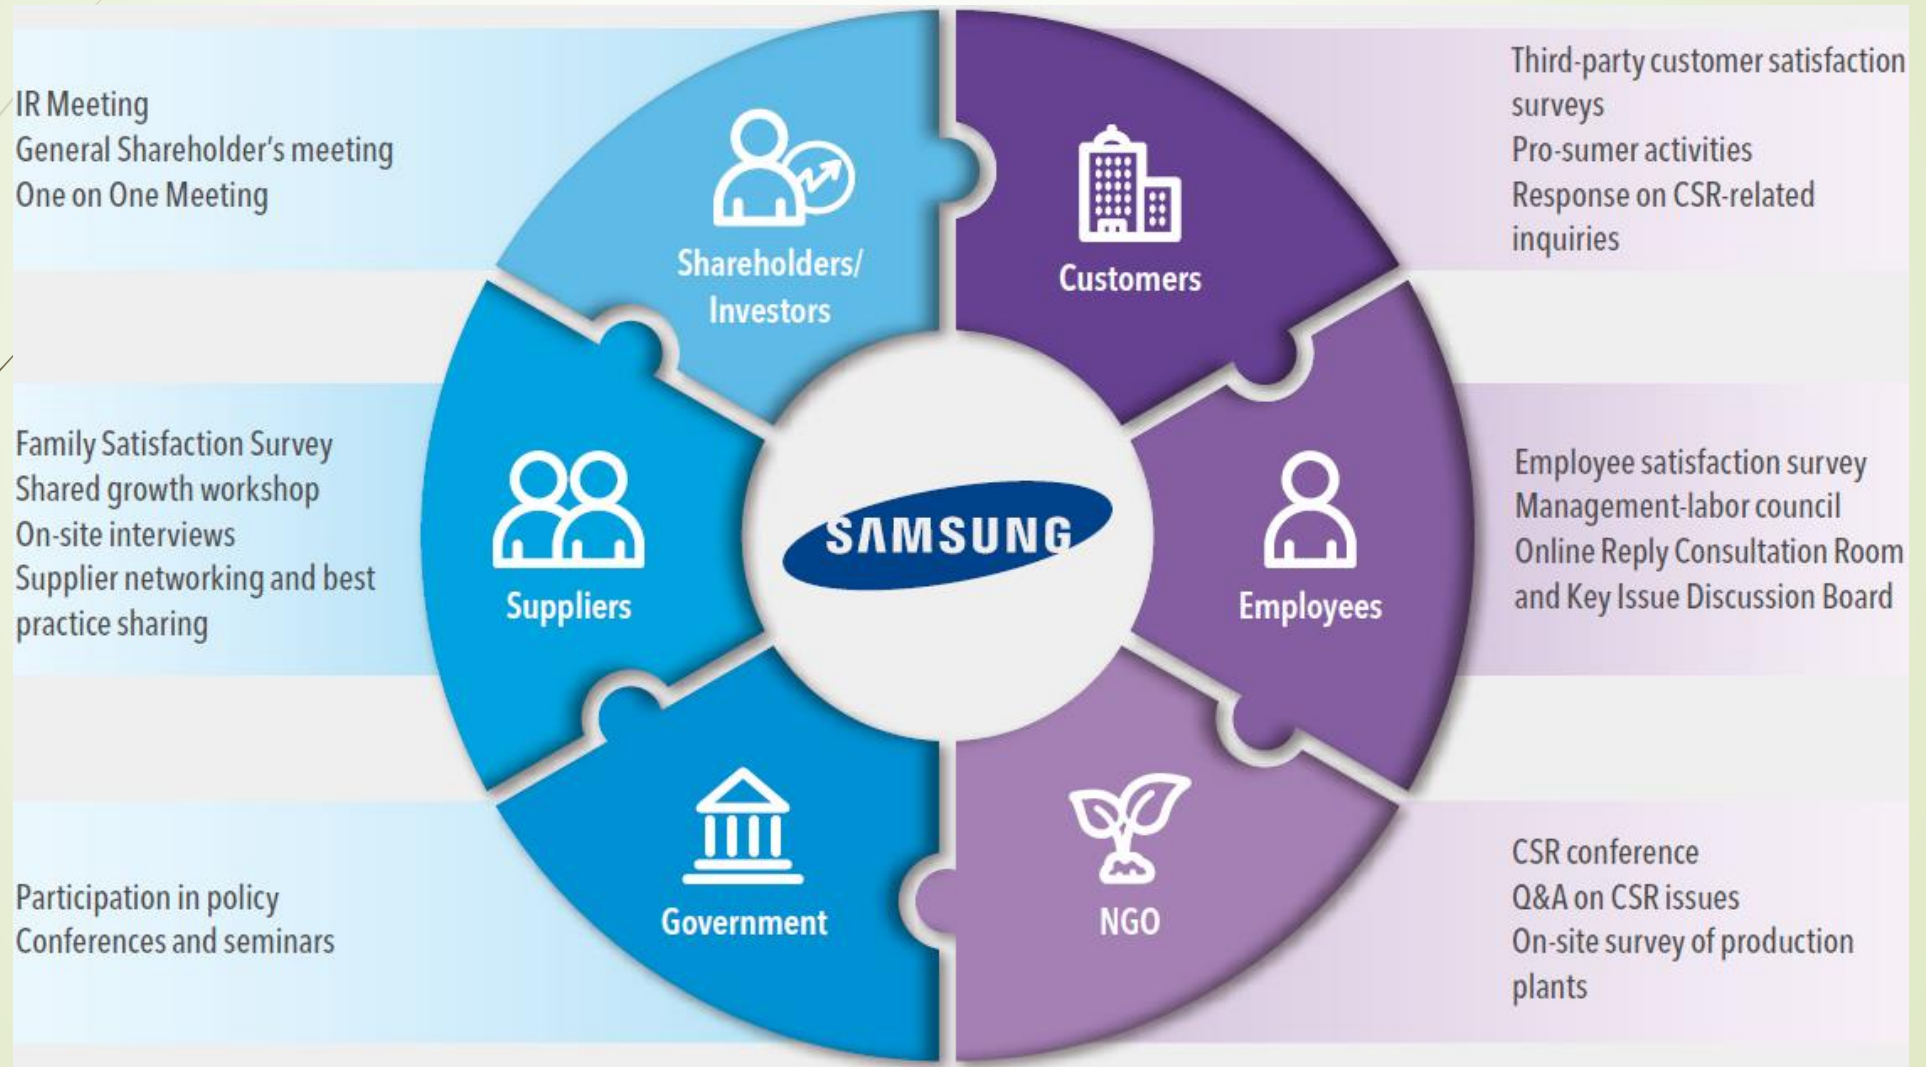 IR Meeting
General Shareholder's meeting
One on One Meeting
Shareholders/
Investors
Customers
Third-party customer satisfaction
surveys
Pro-sumer activities
Response on CSR-related
inquiries
Family Satisfaction Survey
Shared growth workshop
On-site interviews
Supplier networking and best
practice sharing
Suppliers
SAMSUNG
Employees
Employee satisfaction survey
Management-labor council
Online Reply Consultation Room
and Key Issue Discussion Board
Participation in policy
Conferences and seminars
Government
NGO
CSR conference
Q&A on CSR issues
On-site survey of production
plants